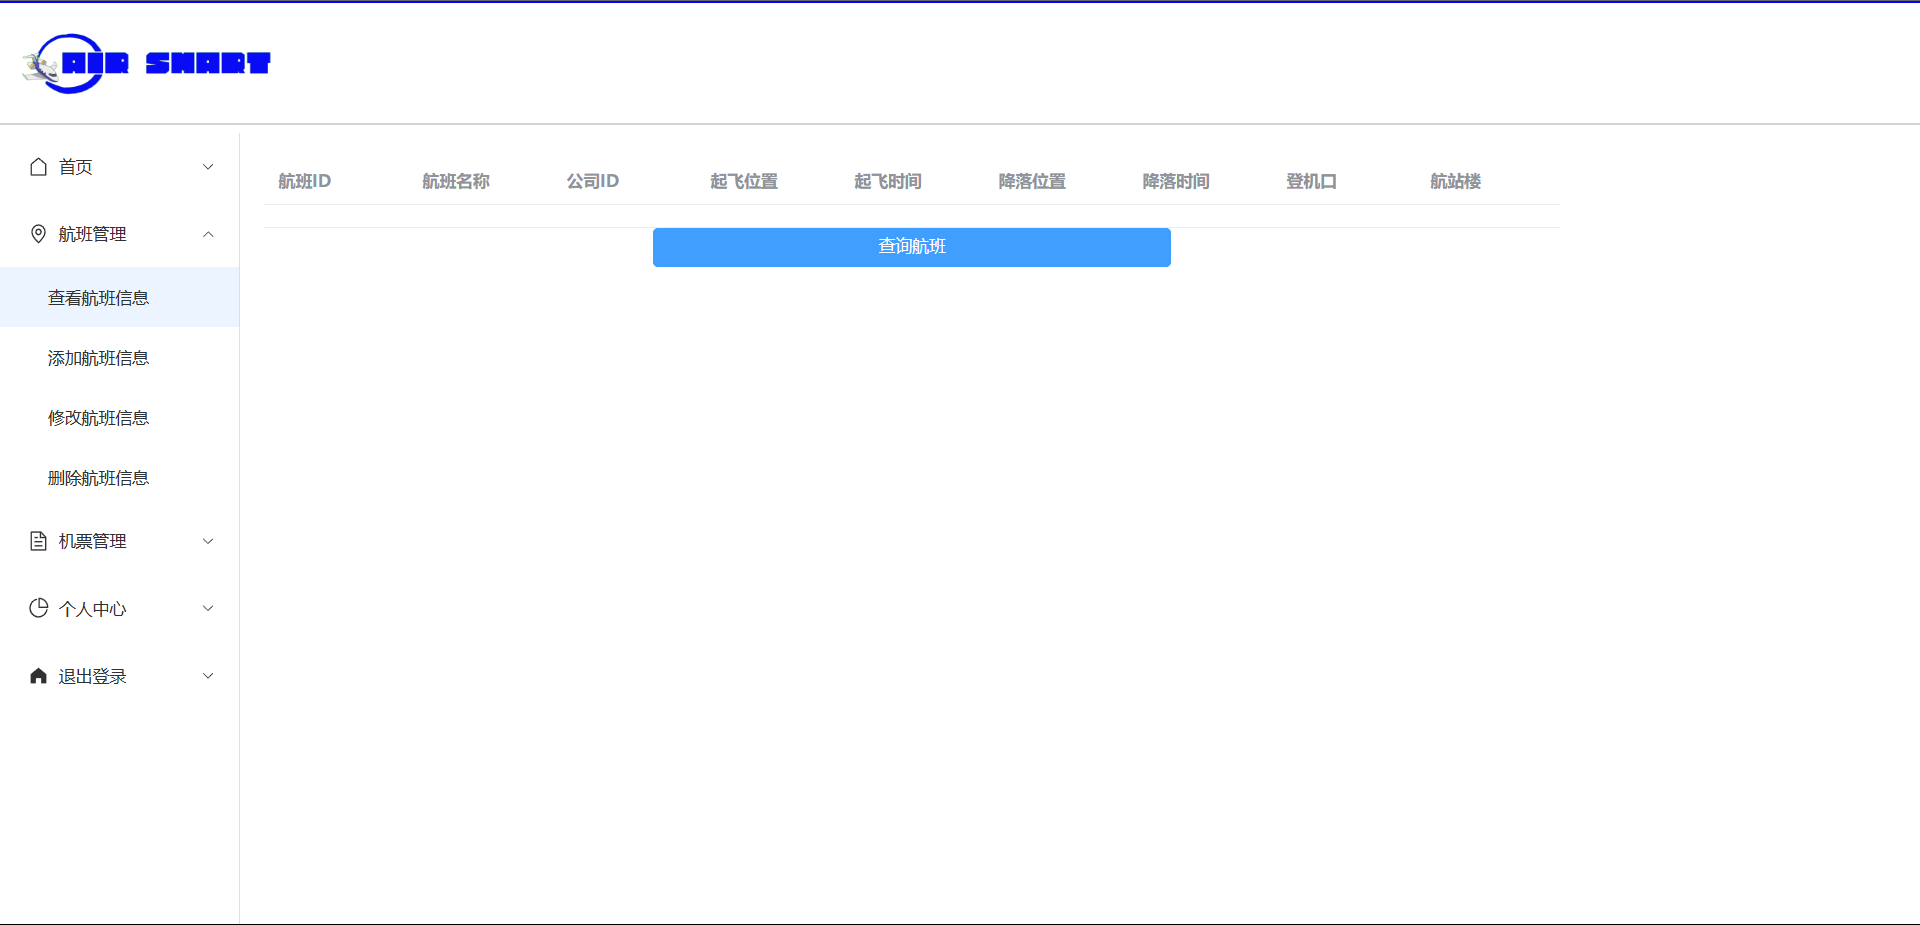 AIR SMART
首页
航班管理
查看航班信息
添加航班信息
修改航班信息
删除航班信息
机票管理
个人中心
退出登录
航班ID 航班名称 公司ID 起飞位置 起飞时间 降落位置 降落时间 登机口 航站楼
查询航班